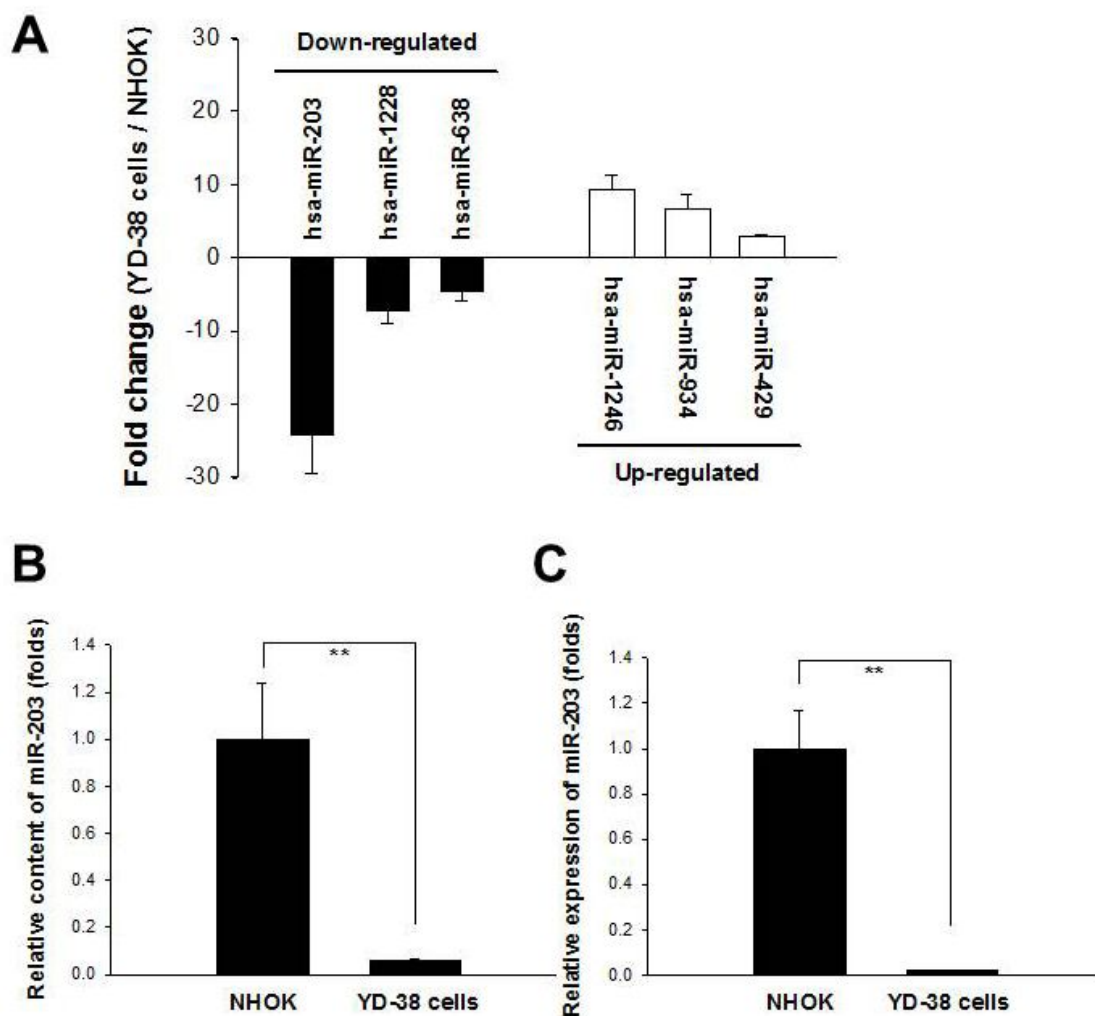 A
Fold change (YD-38 cells / NHOK)
30
20
10
0
-10
-20
-30
Down-regulated
hsa-miR-203
hsa-miR-1228
hsa-miR-638
hsa-miR-1246
hsa-miR-934
hsa-miR-429
Up-regulated
B
Relative content of miR-203 (folds)
1.4
1.2
1.0
0.8
0.6
0.4
0.2
0.0
**
NHOK
YD-38 cells
C
Relative expression of miR-203 (folds)
1.4
1.2
1.0
0.8
0.6
0.4
0.2
0.0
**
NHOK
YD-38 cells